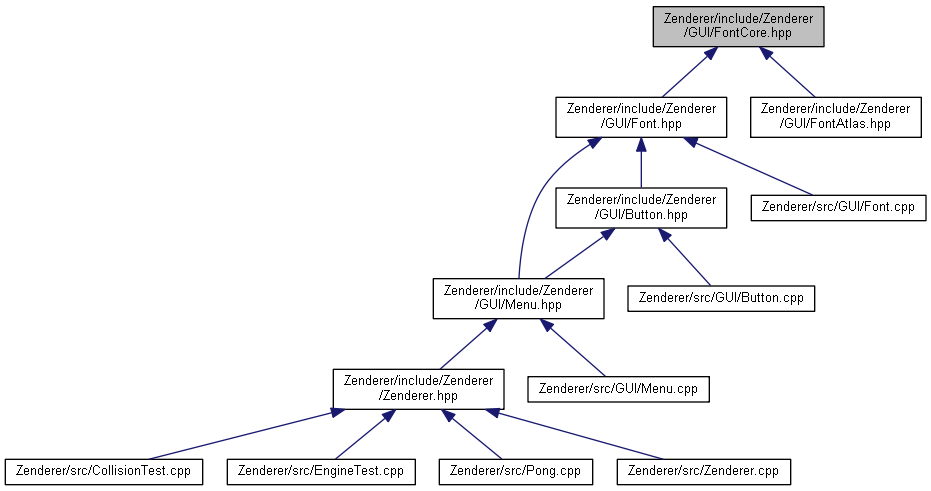 Zenderer/include/Zenderer
/GUI/FontCore.hpp
Zenderer/include/Zenderer
/GUI/Font.hpp
Zenderer/include/Zenderer
/GUI/FontAtlas.hpp
Zenderer/include/Zenderer
/GUI/Button.hpp
Zenderer/src/GUI/Font.cpp
Zenderer/include/Zenderer
/GUI/Menu.hpp
Zenderer/src/GUI/Button.cpp
Zenderer/include/Zenderer
/Zenderer.hpp
Zenderer/src/GUI/Menu.cpp
Zenderer/src/CollisionTest.cpp
Zenderer/src/EngineTest.cpp
Zenderer/src/Pong.cpp
Zenderer/src/Zenderer.cpp